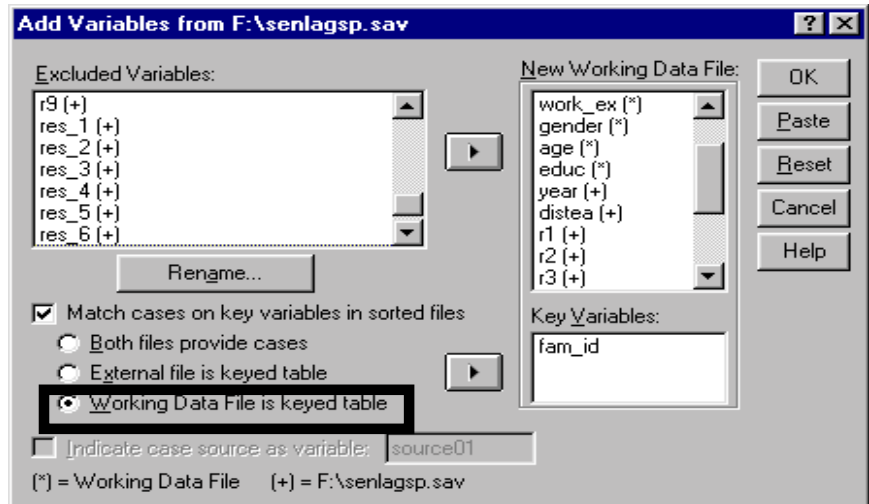 Add Variables from F:\senlagsp.sav
Excluded Variables:
r9 (+)
res_1 (+)
res_2 (+)
res_3 (+)
res_4 (+)
res_5 (+)
res_6 (+)
Rename...
New Working Data File:
work_ex (*)
gender (*)
age (*)
educ (*)
year (+)
distea (+)
r1 (+)
r2 (+)
r3 (+)
OK
Paste
Reset
Cancel
Help
Match cases on key variables in sorted files
Both files provide cases
External file is keyed table
Working Data File is keyed table
Key Variables:
fam_id
Indicate case source as variable: source01
(*) = Working Data File (+) = F:\senlagsp.sav